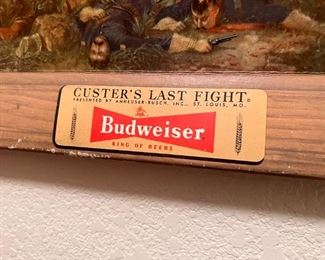 CUSTER'S LAST FIGHT©
PRESENTED BY ANHEUSER-BUSCH, INC., ST. LOUIS, MO.
Budweiser
KING OF BEERS